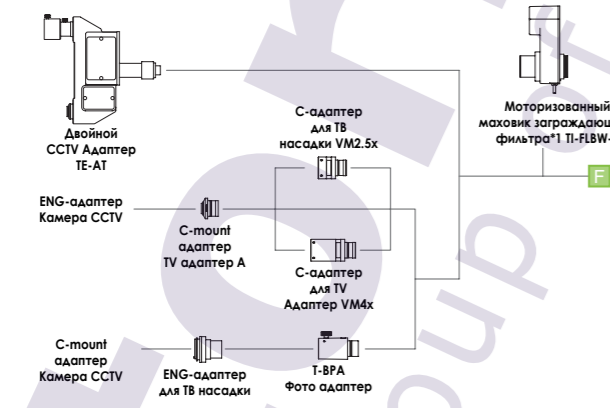 Двойной
CCTV Адаптер
TE-AT
С-адаптер
для ТВ
насадки VM2.5x
Моторизованный
маховик заграждающ
фильтра*1 TI-FLBW-
F
ENG-адаптер
Камера CCTV
C-mount
адаптер
TV адаптер A
С-адаптер
для TV
Адаптер VM4x
C-mount
адаптер
Камера CCTV
ENG-адаптер
для ТВ насадки
T-BPA
Фото адаптер